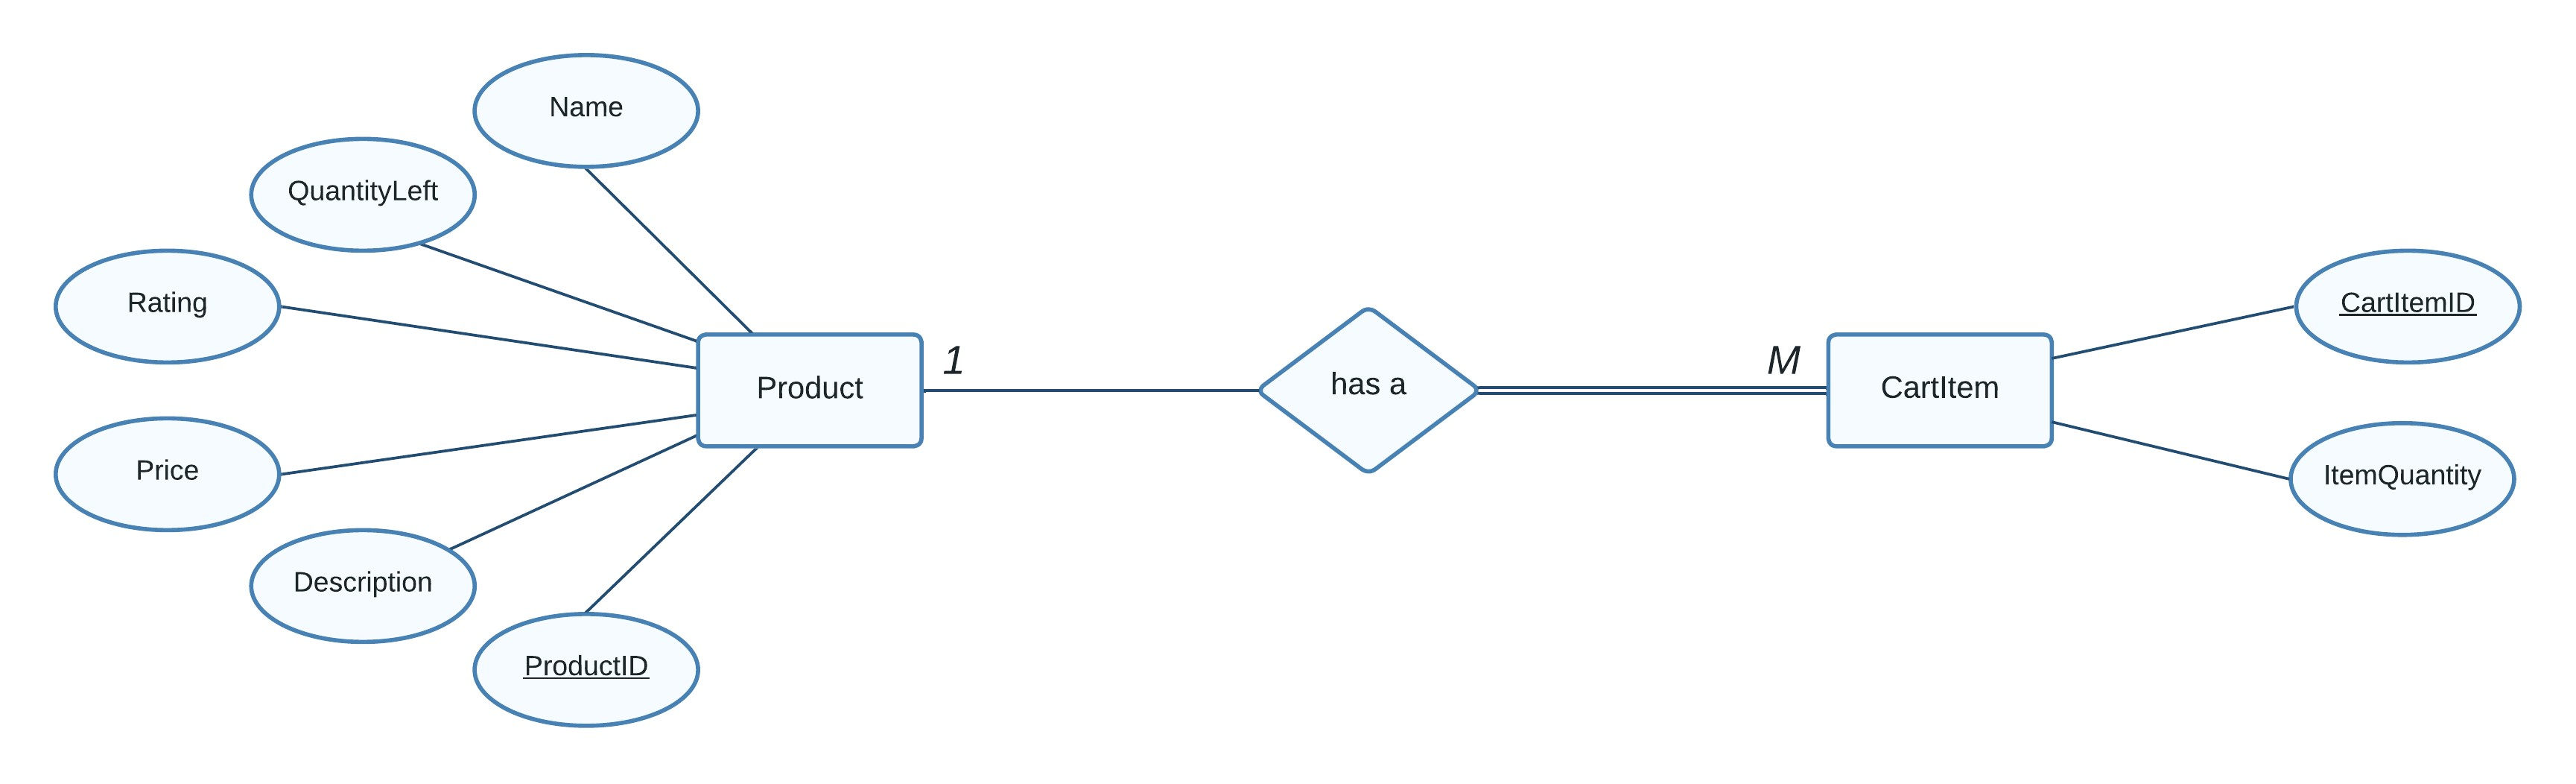 Name
QuantityLeft
Rating
Price
Description
ProductID
Product
1
has a
M
CartItem
CartItemID
ItemQuantity